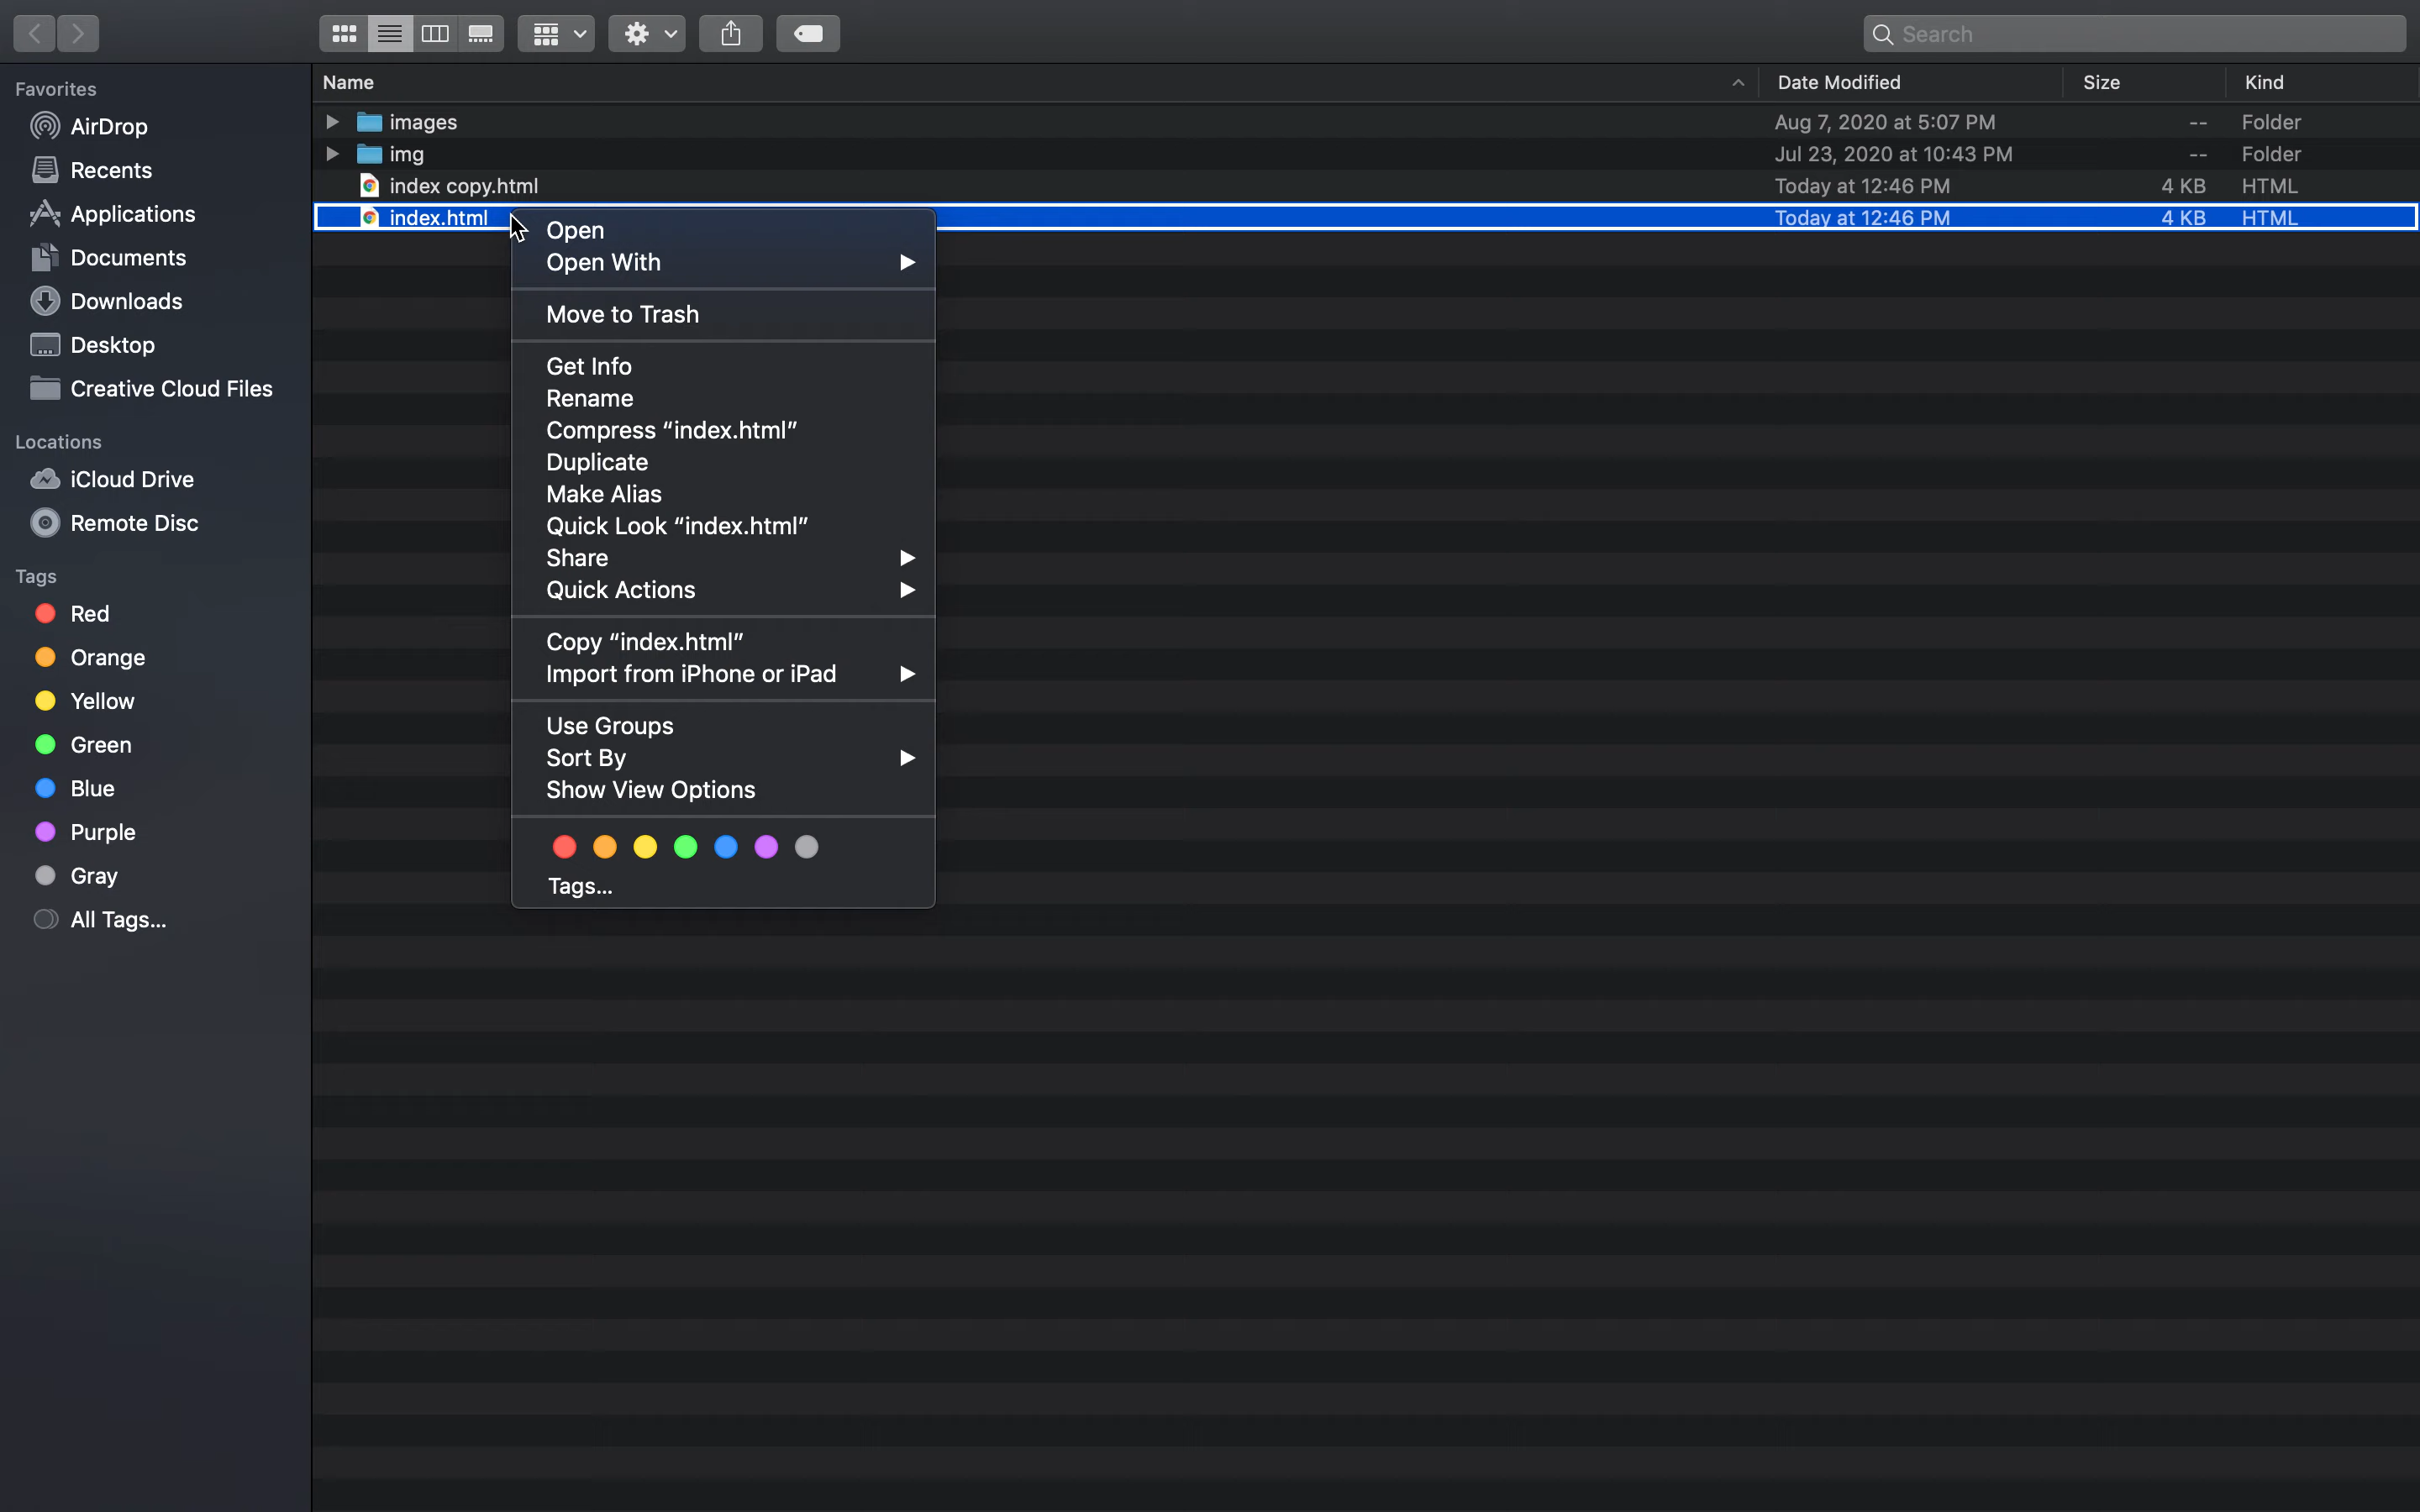 Search
Favorites
AirDrop
Recents
Applications
Documents
Downloads
Desktop
Creative Cloud Files
Locations
iCloud Drive
Remote Disc
Tags
Red
Orange
Yellow
Green
Blue
Purple
Gray
All Tags...
Name Date Modified Size Kind
images Aug 7, 2020 at 5:07 PM -- Folder
img Jul 23, 2020 at 10:43 PM -- Folder
index copy.html Today at 12:46 PM 4 KB HTML
index.html Today at 12:46 PM 4 KB HTML
Open
Open With
Move to Trash
Get Info
Rename
Compress “index.html”
Duplicate
Make Alias
Quick Look “index.html”
Share
Quick Actions
Copy “index.html”
Import from iPhone or iPad
Use Groups
Sort By
Show View Options
Tags...